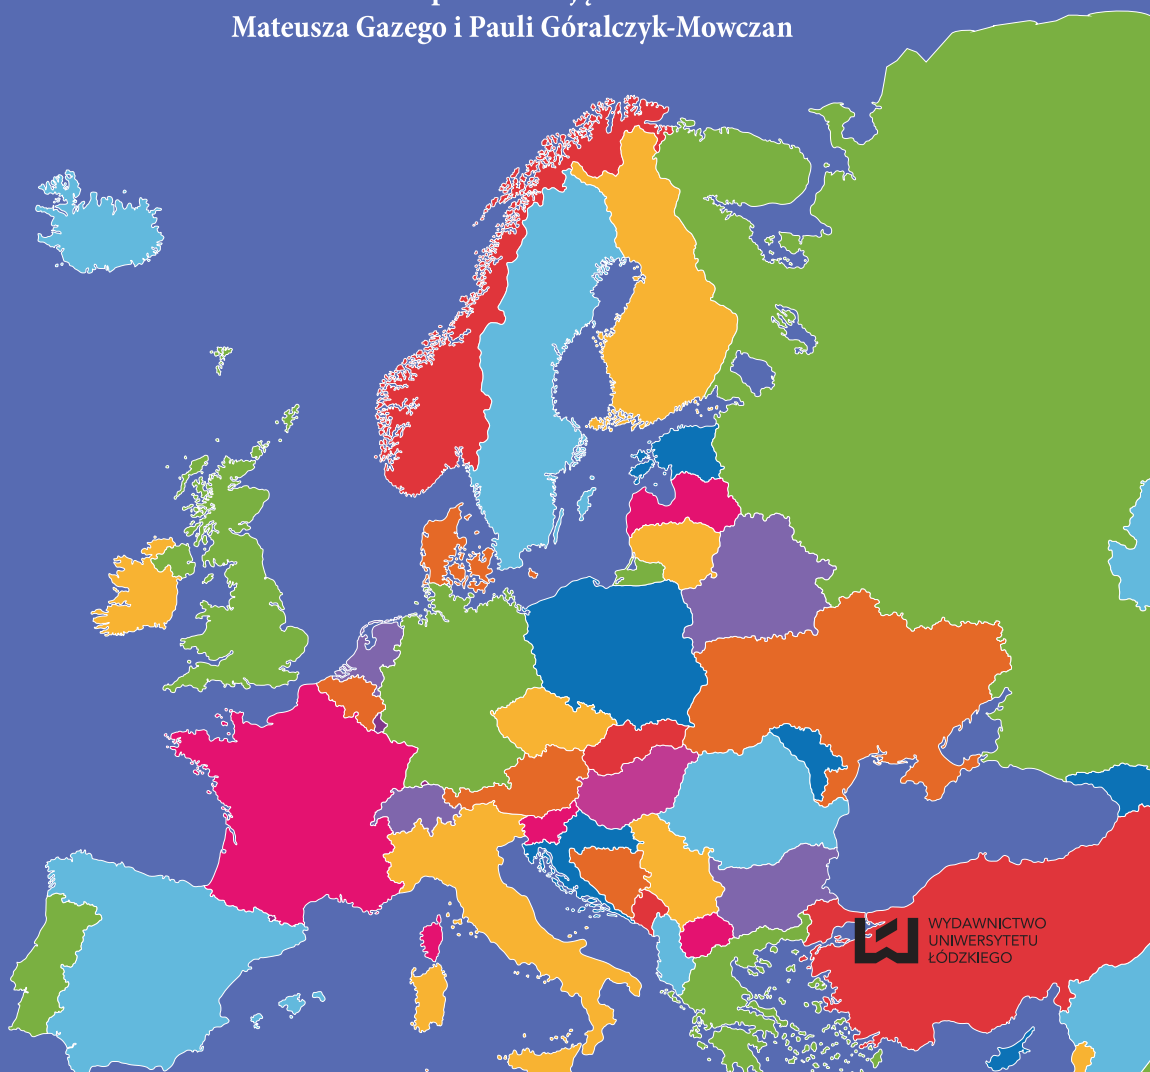 Mateusza Gazego i Pauli Góralczyk-Mowczan
WYDAWNICTWO
UNIWERSYTETU
ŁÓDZKIEGO